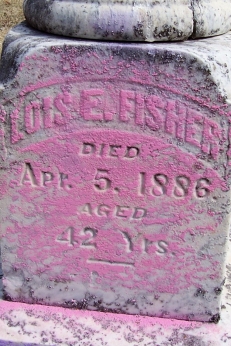 LOIS E. FISHER
DIED
Apr. 5. 1886
AGED
42 Yrs.